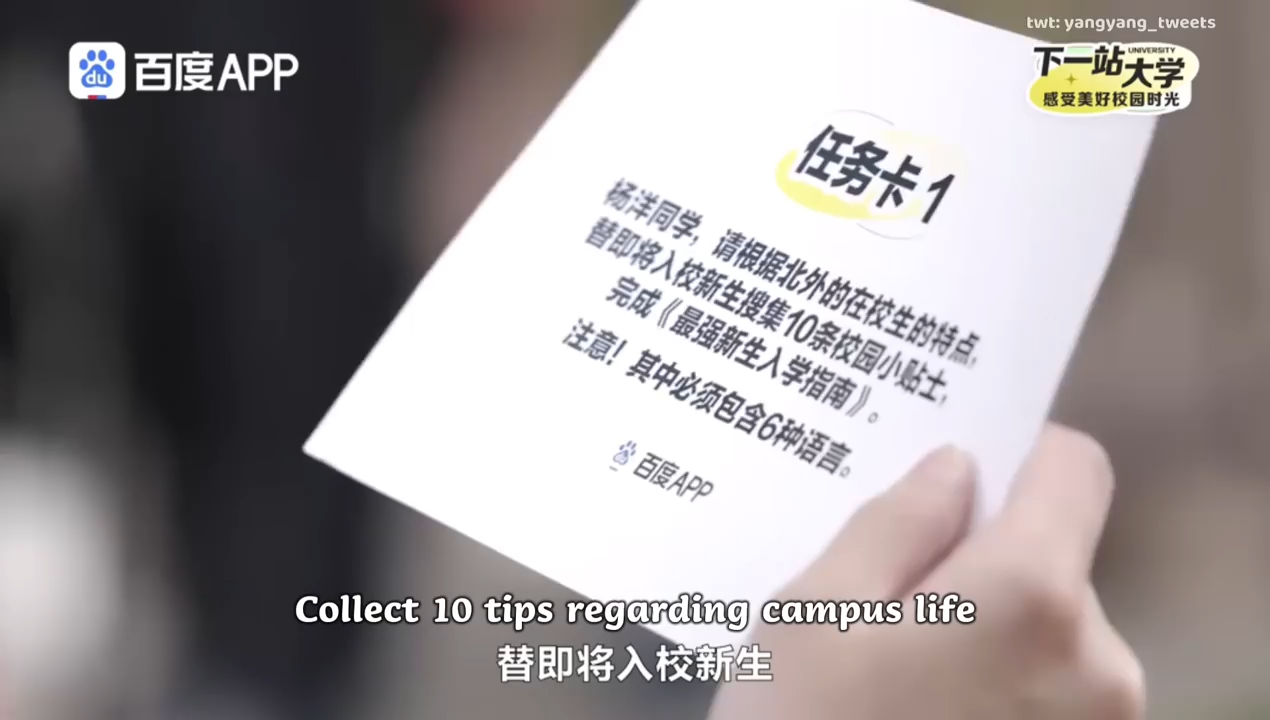 twt: yangyang_tweets
du 百度APP
下一站 UNIVERSITY 大学
感受美好校园时光
任务卡 1
杨洋同学，请根据北外的在校生的特点，
替即将入校新生搜集10条校园小贴士，
完成《最强新生入学指南》。
注意！其中必须包含6种语言。
百度APP
Collect 10 tips regarding campus life
替即将入校新生